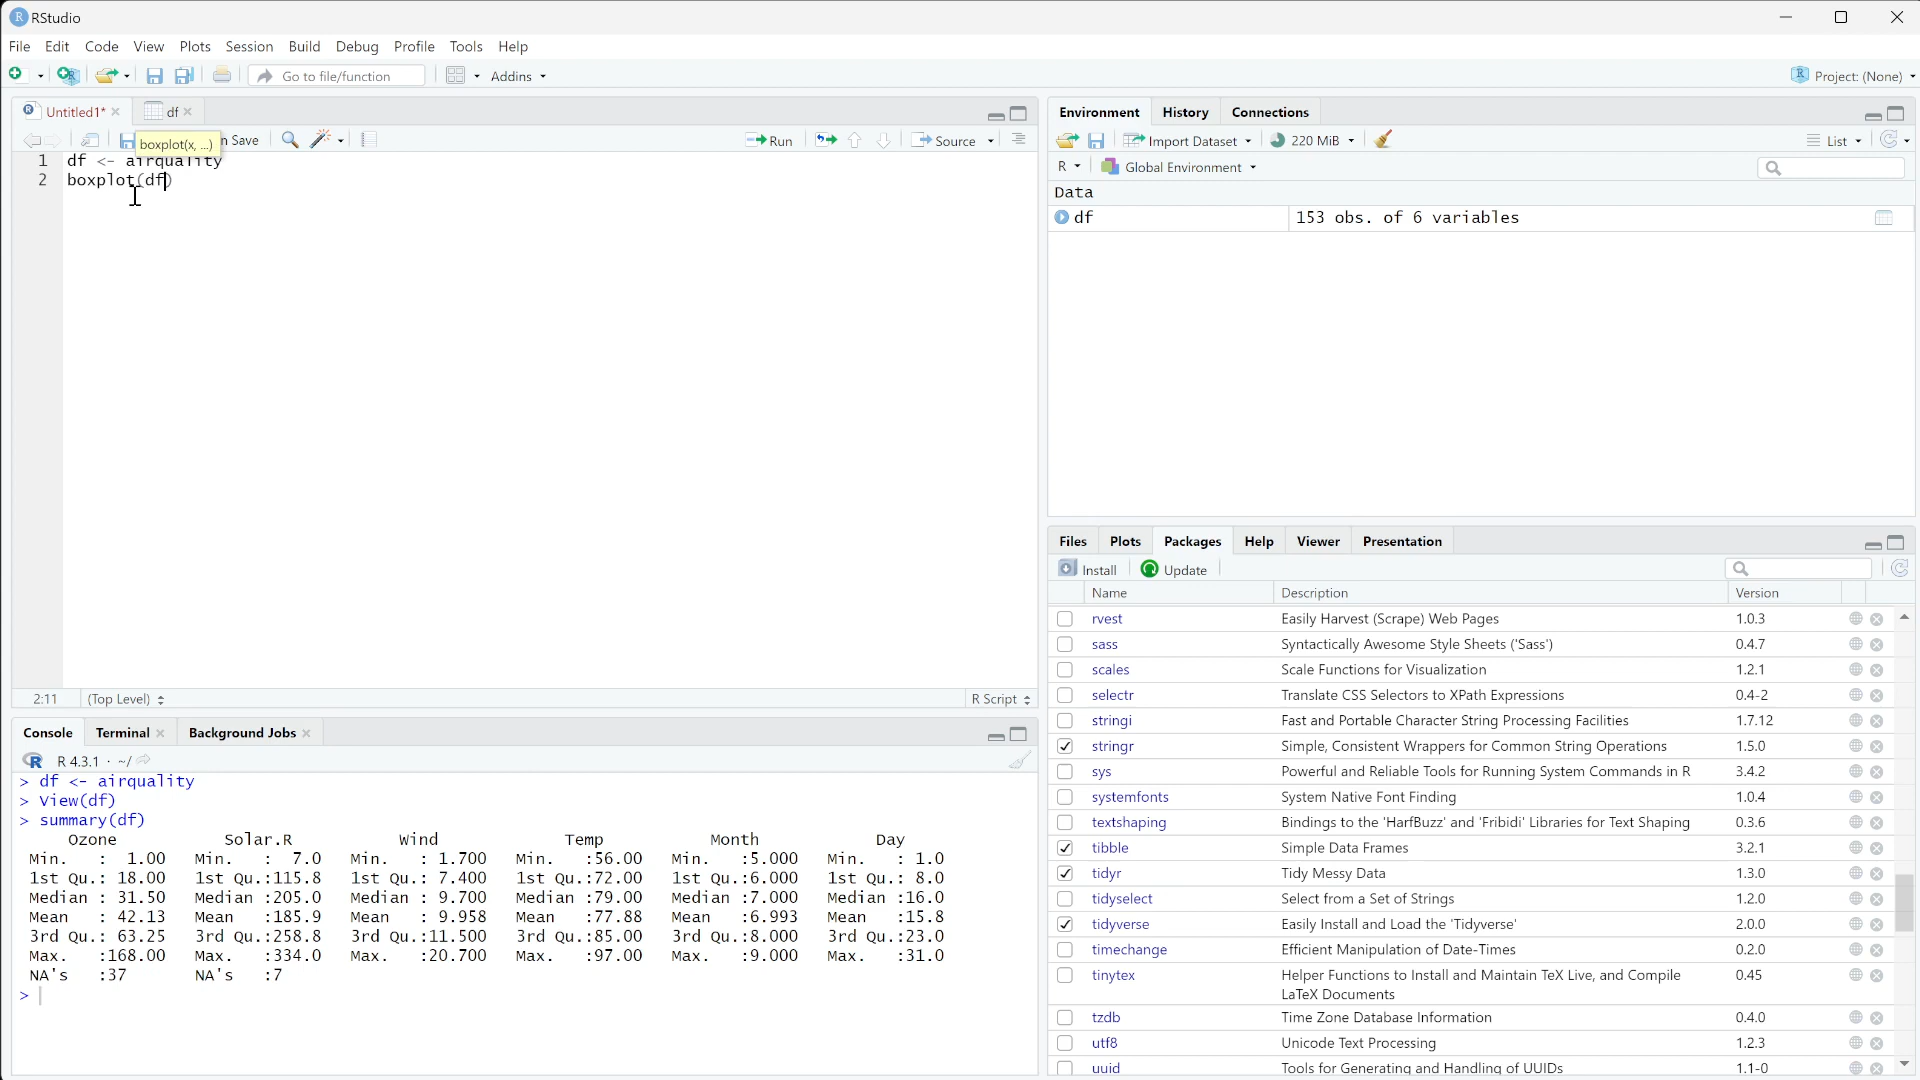 RStudio
File Edit Code View Plots Session Build Debug Profile Tools Help
Go to file/function Addins Project: (None)
Untitled1* df
boxplot(x, ...) n Save Run Source
1 df <- airquality
2 boxplot(df)
2:11 (Top Level) R Script
Console Terminal Background Jobs
R 4.3.1 · ~/
> df <- airquality
> View(df)
> summary(df)
Ozone Solar.R Wind Temp Month Day
Min. : 1.00 Min. : 7.0 Min. : 1.700 Min. :56.00 Min. :5.000 Min. : 1.0
1st Qu.: 18.00 1st Qu.:115.8 1st Qu.: 7.400 1st Qu.:72.00 1st Qu.:6.000 1st Qu.: 8.0
Median : 31.50 Median :205.0 Median : 9.700 Median :79.00 Median :7.000 Median :16.0
Mean : 42.13 Mean :185.9 Mean : 9.958 Mean :77.88 Mean :6.993 Mean :15.8
3rd Qu.: 63.25 3rd Qu.:258.8 3rd Qu.:11.500 3rd Qu.:85.00 3rd Qu.:8.000 3rd Qu.:23.0
Max. :168.00 Max. :334.0 Max. :20.700 Max. :97.00 Max. :9.000 Max. :31.0
NA's :37 NA's :7
>
Environment History Connections
Import Dataset 220 MiB List
R Global Environment
Data
df 153 obs. of 6 variables
Files Plots Packages Help Viewer Presentation
Install Update
Name Description Version
rvest Easily Harvest (Scrape) Web Pages 1.0.3
sass Syntactically Awesome Style Sheets ('Sass') 0.4.7
scales Scale Functions for Visualization 1.2.1
selectr Translate CSS Selectors to XPath Expressions 0.4-2
stringi Fast and Portable Character String Processing Facilities 1.7.12
stringr Simple, Consistent Wrappers for Common String Operations 1.5.0
sys Powerful and Reliable Tools for Running System Commands in R 3.4.2
systemfonts System Native Font Finding 1.0.4
textshaping Bindings to the 'HarfBuzz' and 'Fribidi' Libraries for Text Shaping 0.3.6
tibble Simple Data Frames 3.2.1
tidyr Tidy Messy Data 1.3.0
tidyselect Select from a Set of Strings 1.2.0
tidyverse Easily Install and Load the 'Tidyverse' 2.0.0
timechange Efficient Manipulation of Date-Times 0.2.0
tinytex Helper Functions to Install and Maintain TeX Live, and Compile 0.45
LaTeX Documents
tzdb Time Zone Database Information 0.4.0
utf8 Unicode Text Processing 1.2.3
uuid Tools for Generating and Handling of UUIDs 1.1-0